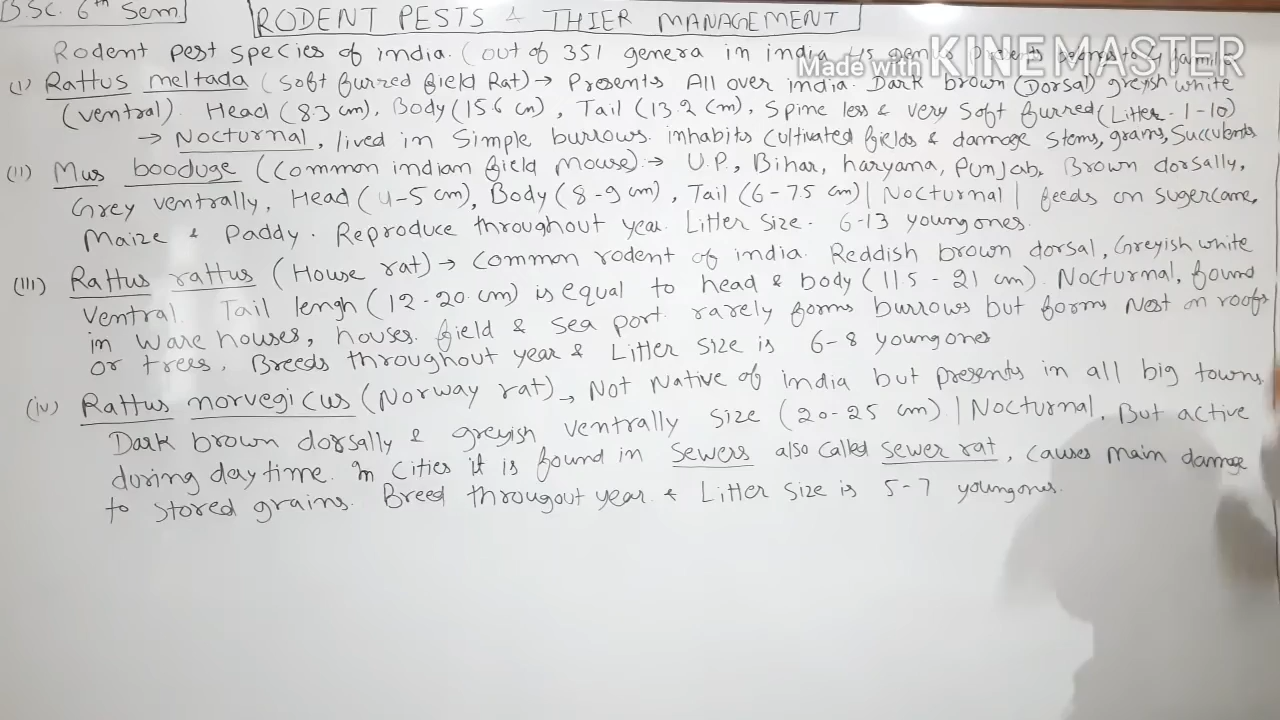 B.SC. 6th Sem
RODENT PESTS & THIER MANAGEMENT
Rodent pest species of india. (out of 351 genera in india 45
Made with KINEMASTER
(i) Rattus meltada (Soft furred field Rat) → Presents All over india. Dark brown (Dorsal) greyish white
(ventral). Head (8.3 cm), Body (15.6 cm), Tail (13.2 cm), Spine less & very soft furred (Litter - 1-10)
→ Nocturnal, lived in Simple burrows. inhabits cultivated fields & damage stems, grains, Succulents
(ii) Mus booduge (Common indian field Mouse) → U.P., Bihar, haryana, Punjab, Brown dorsally,
Grey ventrally, Head (4-5 cm), Body (8-9 cm), Tail (6-7.5 cm) | Nocturnal | feeds on sugercane,
Maize & Paddy. Reproduce throughout year. Litter Size - 6-13 young ones.
(iii) Rattus rattus (House rat) → Common rodent of india. Reddish brown dorsal, Greyish white
Ventral. Tail lengh (12-20 cm) is equal to head & body (11.5 - 21 cm). Nocturnal, found
in Ware houses, houses, field & sea port. rarely forms burrows but forms Nest on roofs
or trees. Breeds throughout year & Litter size is 6-8 young ones
(iv) Rattus norvegicus (Norway rat) → Not Native of india but presents in all big towns
Dark brown dorsally & greyish ventrally size (20-25 cm) | Nocturnal, But active
during day time. In cities it is found in Sewers also called sewer rat, causes main damage
to stored grains. Breed througout year & Litter size is 5-7 young ones.